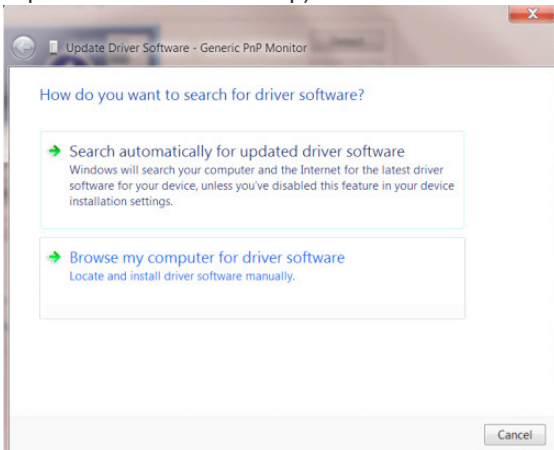 Update Driver Software - Generic PnP Monitor
How do you want to search for driver software?
Search automatically for updated driver software
Windows will search your computer and the Internet for the latest driver
software for your device, unless you've disabled this feature in your device
installation settings.
Browse my computer for driver software
Locate and install driver software manually.
Cancel